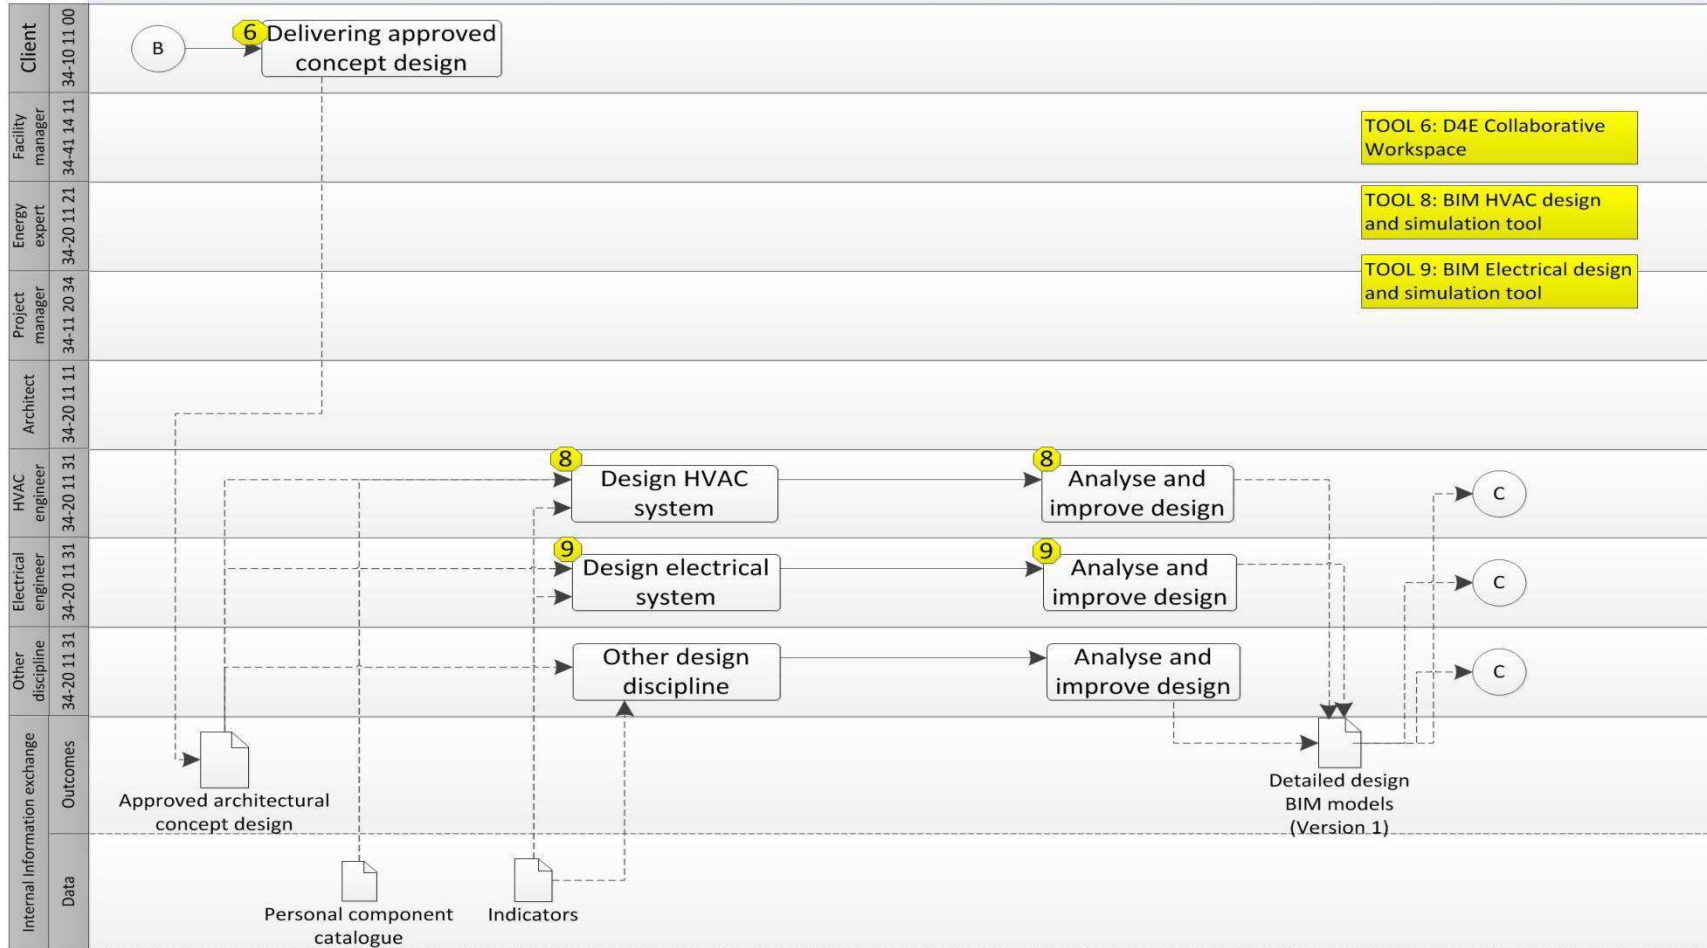 Client
34-10 11 00
B
6
Delivering approved
concept design
Facility
manager
34-41 14 11
TOOL 6: D4E Collaborative
Workspace
Energy
expert
34-20 11 21
TOOL 8: BIM HVAC design
and simulation tool
Project
manager
34-11 20 34
TOOL 9: BIM Electrical design
and simulation tool
Architect
34-20 11 11
HVAC
engineer
34-20 11 31
8
Design HVAC
system
8
Analyse and
improve design
C
Electrical
engineer
34-20 11 31
9
Design electrical
system
9
Analyse and
improve design
C
Other
discipline
34-20 11 31
Other design
discipline
Analyse and
improve design
C
Internal Information exchange
Outcomes
Approved architectural
concept design
Detailed design
BIM models
(Version 1)
Data
Personal component
catalogue
Indicators